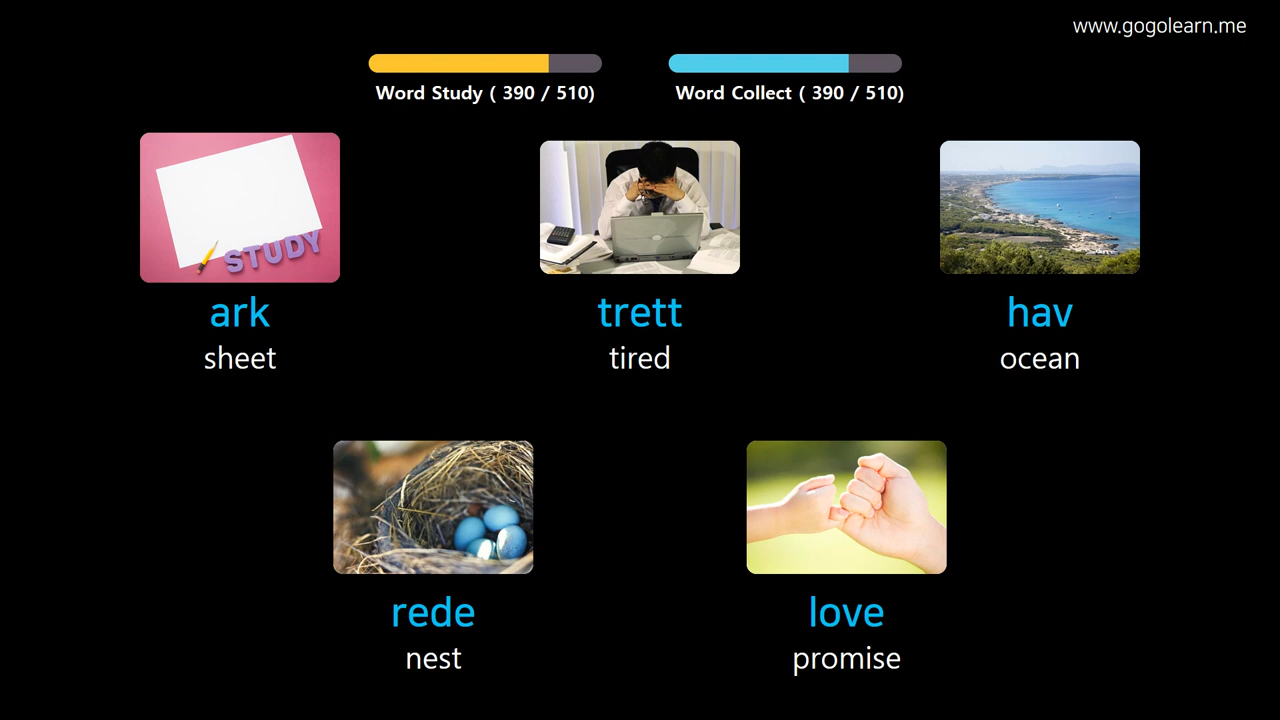 www.gogolearn.me
Word Study ( 390 / 510)
Word Collect ( 390 / 510)
STUDY
ark
sheet
trett
tired
hav
ocean
rede
nest
love
promise